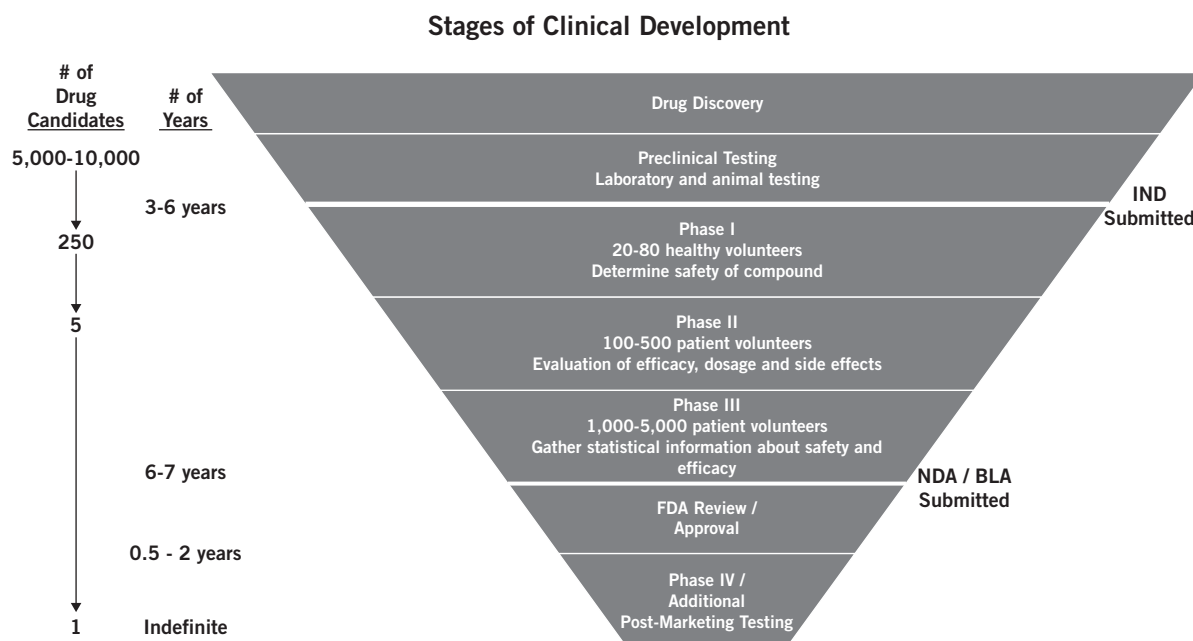 Stages of Clinical Development
# of
Drug
Candidates
# of
Years
5,000-10,000
3-6 years
250
5
6-7 years
0.5 - 2 years
1
Indefinite
Drug Discovery
Preclinical Testing
Laboratory and animal testing
IND
Submitted
Phase I
20-80 healthy volunteers
Determine safety of compound
Phase II
100-500 patient volunteers
Evaluation of efficacy, dosage and side effects
Phase III
1,000-5,000 patient volunteers
Gather statistical information about safety and
efficacy
NDA / BLA
Submitted
FDA Review /
Approval
Phase IV /
Additional
Post-Marketing Testing